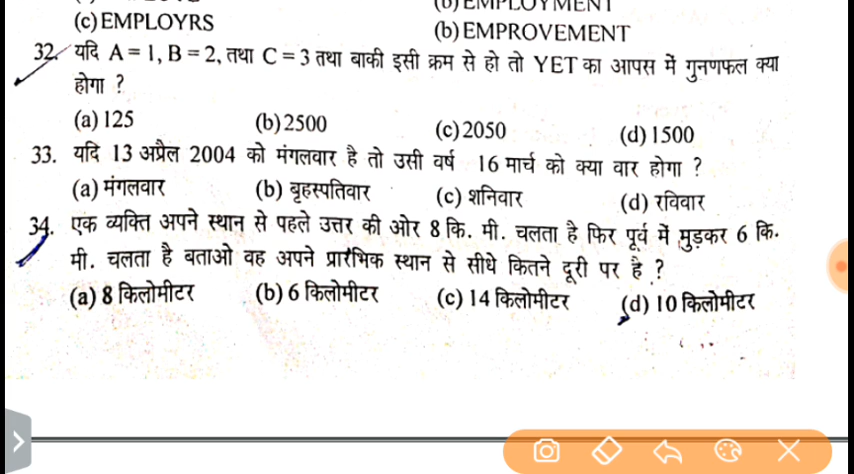 (b) EMPLOYMENT
(c) EMPLOYRS
(b) EMPROVEMENT
32. यदि A = 1, B = 2, तथा C = 3 तथा बाकी इसी क्रम से हो तो YET का आपस में गुनणफल क्या
होगा ?
(a) 125 (b) 2500 (c) 2050 (d) 1500
33. यदि 13 अप्रैल 2004 को मंगलवार है तो उसी वर्ष 16 मार्च को क्या वार होगा ?
(a) मंगलवार (b) वृहस्पतिवार (c) शनिवार (d) रविवार
34. एक व्यक्ति अपने स्थान से पहले उत्तर की ओर 8 कि. मी. चलता है फिर पूर्व में मुड़कर 6 कि.
मी. चलता है बताओ वह अपने प्रारंभिक स्थान से सीधे कितने दूरी पर है ?
(a) 8 किलोमीटर (b) 6 किलोमीटर (c) 14 किलोमीटर (d) 10 किलोमीटर